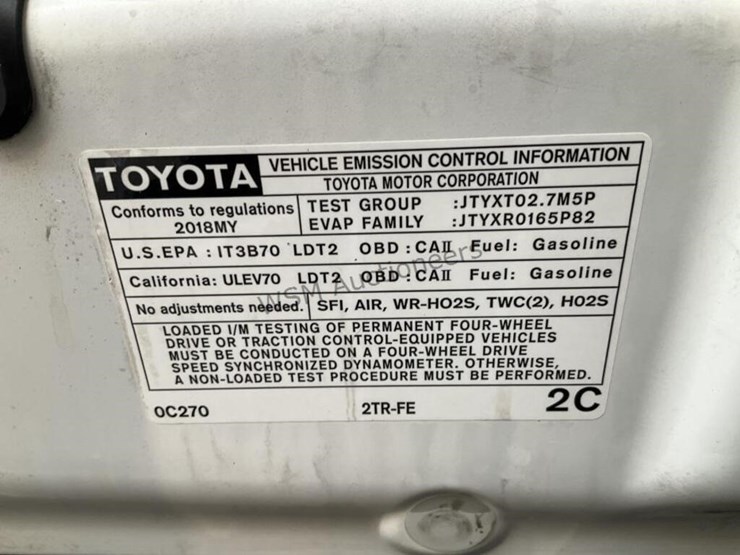 TOYOTA VEHICLE EMISSION CONTROL INFORMATION
TOYOTA MOTOR CORPORATION
Conforms to regulations 2018MY
TEST GROUP :JTYXT02.7M5P
EVAP FAMILY :JTYXR0165P82
U.S.EPA : IT3B70 LDT2 OBD : CAII Fuel: Gasoline
California: ULEV70 LDT2 OBD : CAII Fuel: Gasoline
No adjustments needed. SFI, AIR, WR-HO2S, TWC(2), HO2S
LOADED I/M TESTING OF PERMANENT FOUR-WHEEL
DRIVE OR TRACTION CONTROL-EQUIPPED VEHICLES
MUST BE CONDUCTED ON A FOUR-WHEEL DRIVE
SPEED SYNCHRONIZED DYNAMOMETER. OTHERWISE,
A NON-LOADED TEST PROCEDURE MUST BE PERFORMED.
0C270 2TR-FE 2C
WSM Auctioneers